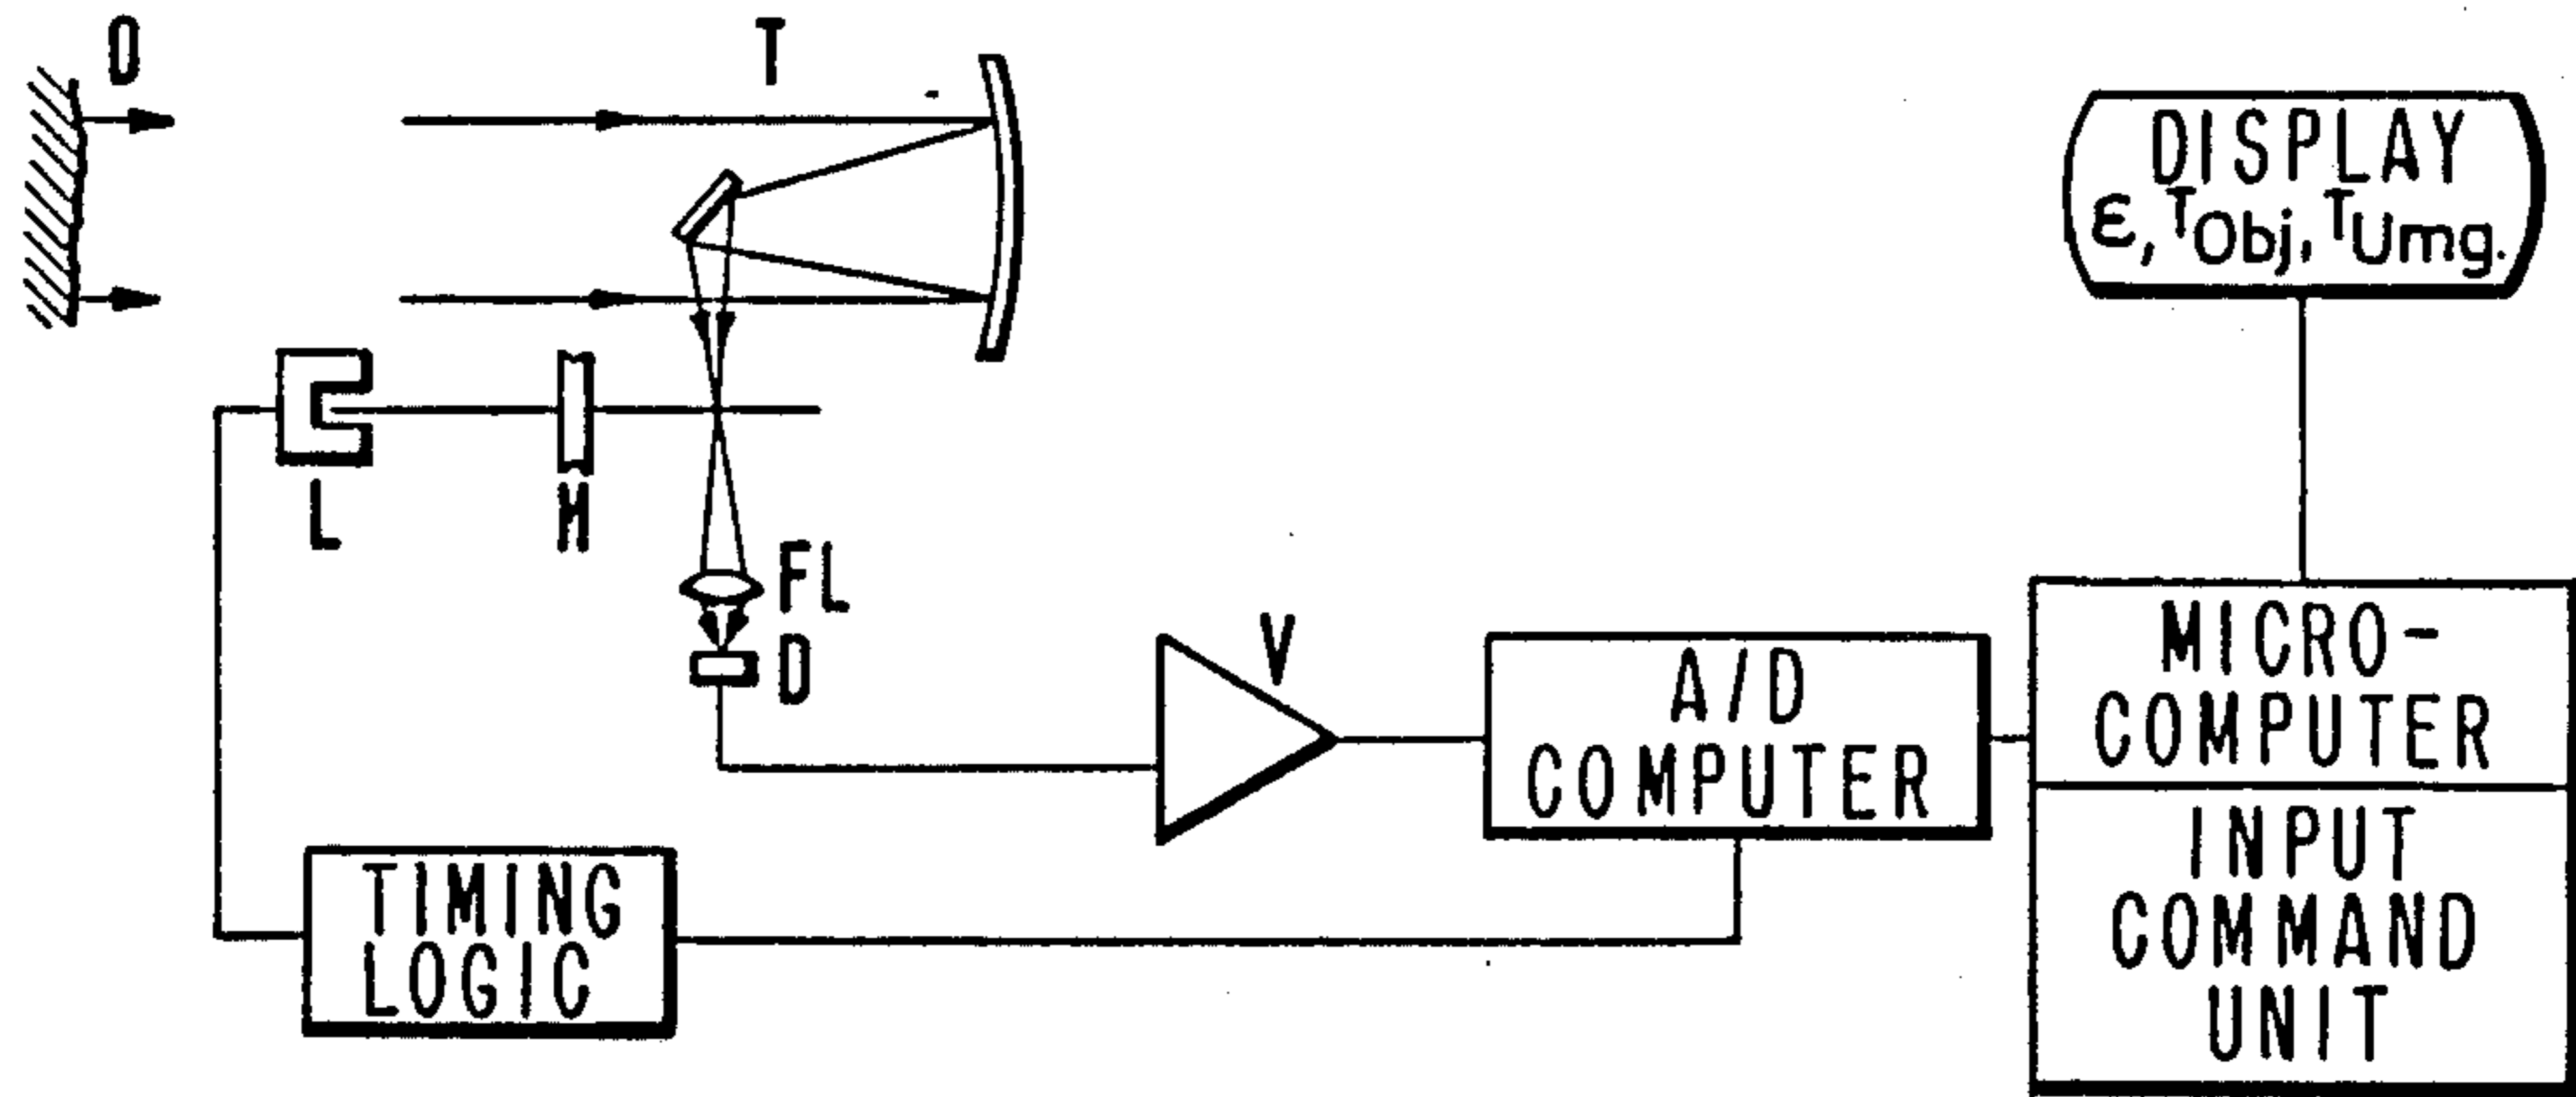 O
T
DISPLAY
ε, TObj, TUmg.
L
M
FL
D
V
A/D
COMPUTER
MICRO-
COMPUTER
INPUT
COMMAND
UNIT
TIMING
LOGIC